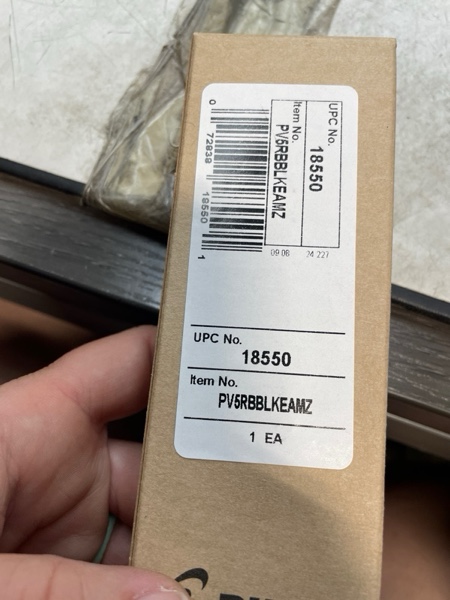 UPC No.
18550
Item No.
PV5RBBLKEAMZ
0 72838 18550 1
09 08 24 227
UPC No.
18550
Item No.
PV5RBBLKEAMZ
1 EA